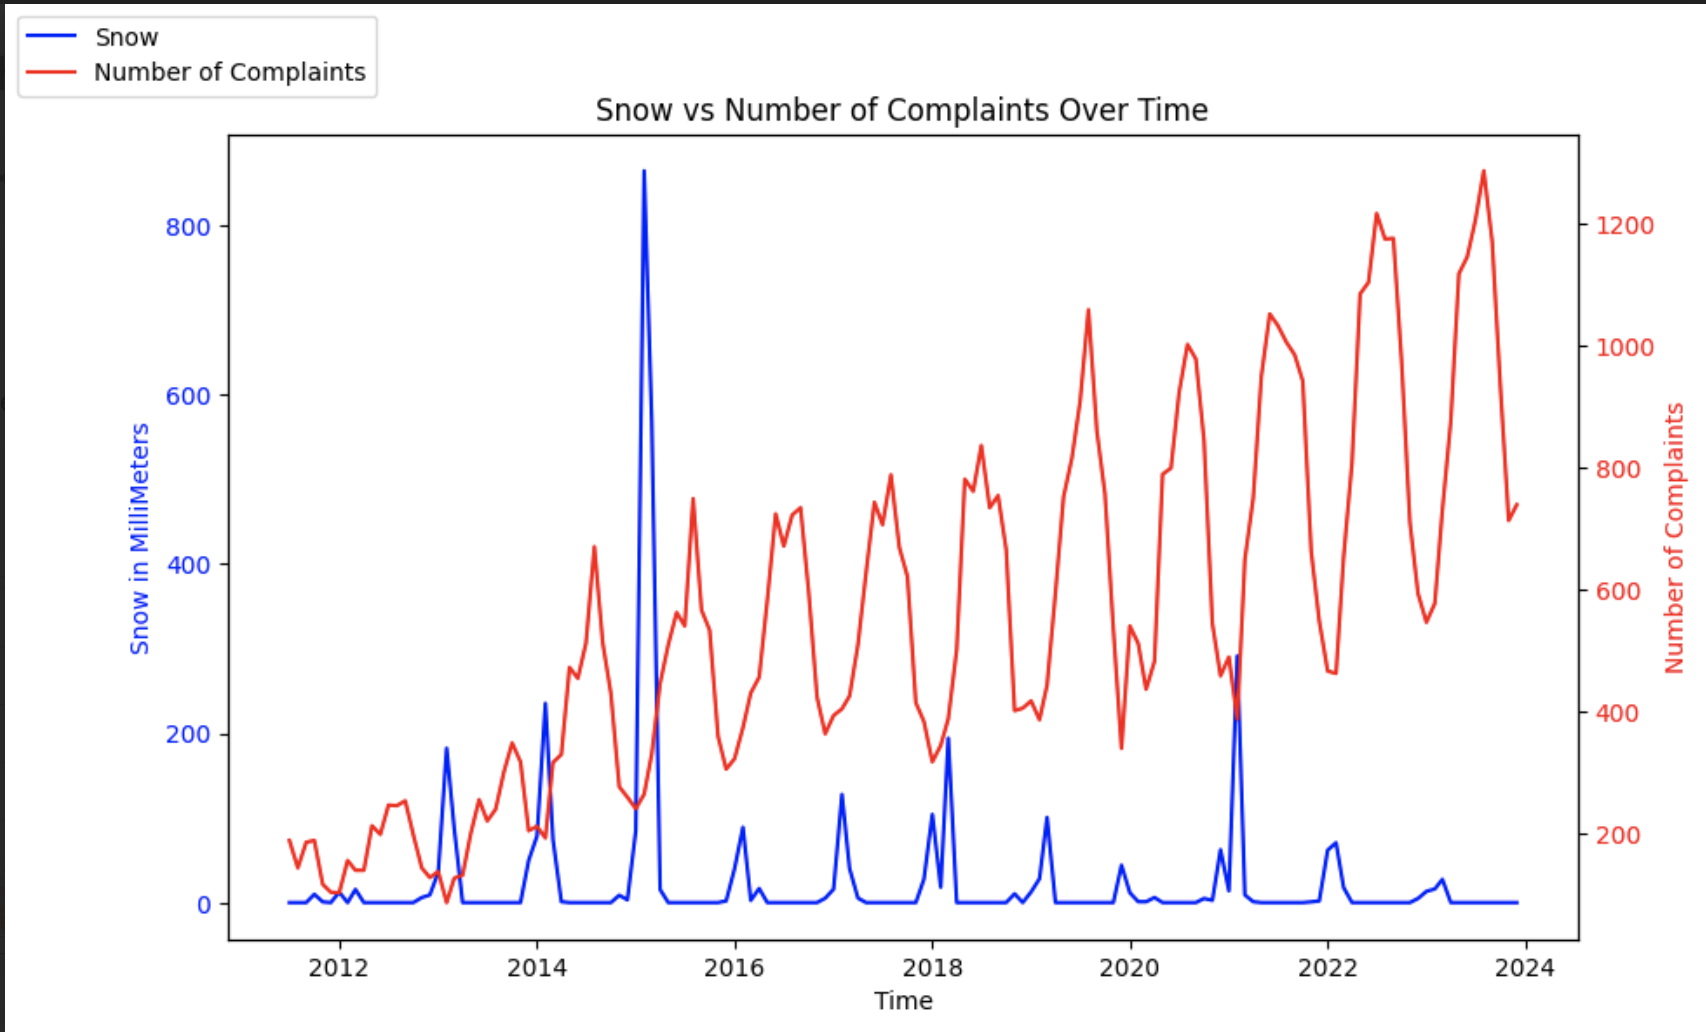 Snow
Number of Complaints
Snow vs Number of Complaints Over Time
800
600
400
200
0
Snow in MilliMeters
1200
1000
800
600
400
200
Number of Complaints
2012 2014 2016 2018 2020 2022 2024
Time